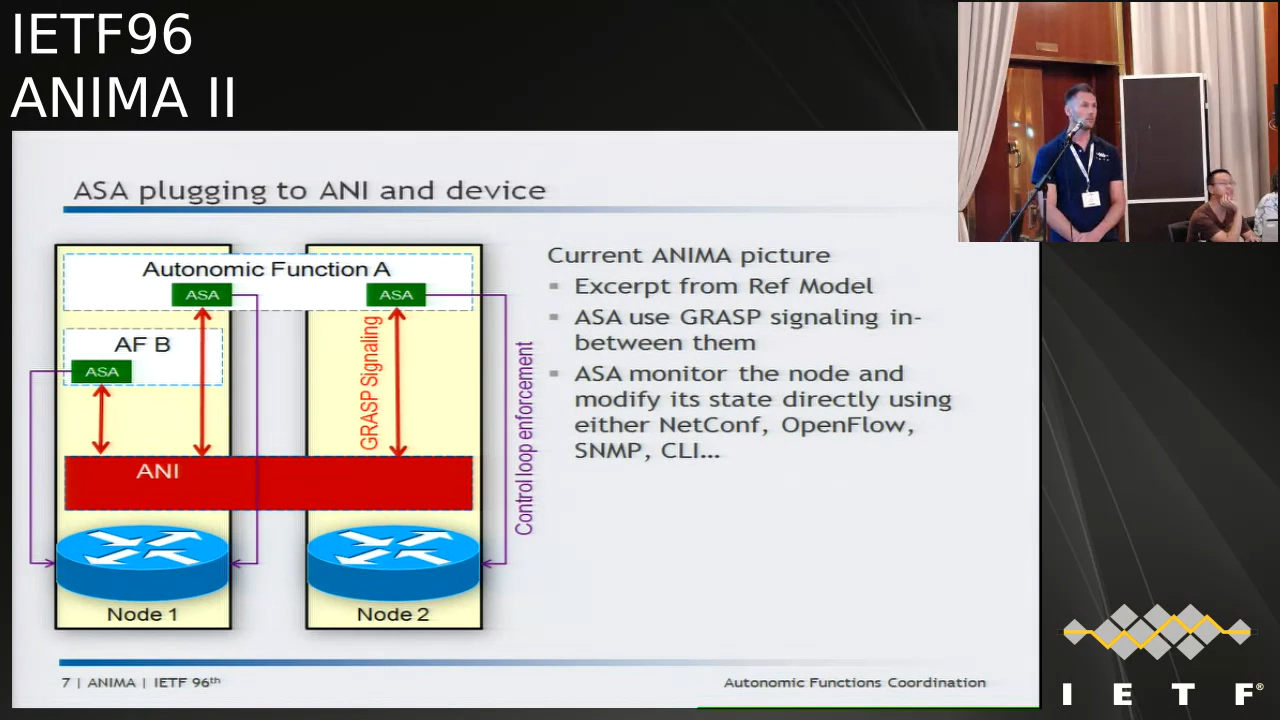 IETF96
ANIMA II
ASA plugging to ANI and device
Autonomic Function A
ASA
ASA
AF B
ASA
GRASP Signaling
Control loop enforcement
ANI
Node 1
Node 2
Current ANIMA picture
▪ Excerpt from Ref Model
▪ ASA use GRASP signaling in-
between them
▪ ASA monitor the node and
modify its state directly using
either NetConf, OpenFlow,
SNMP, CLI...
7 | ANIMA | IETF 96th
Autonomic Functions Coordination
I E T F®